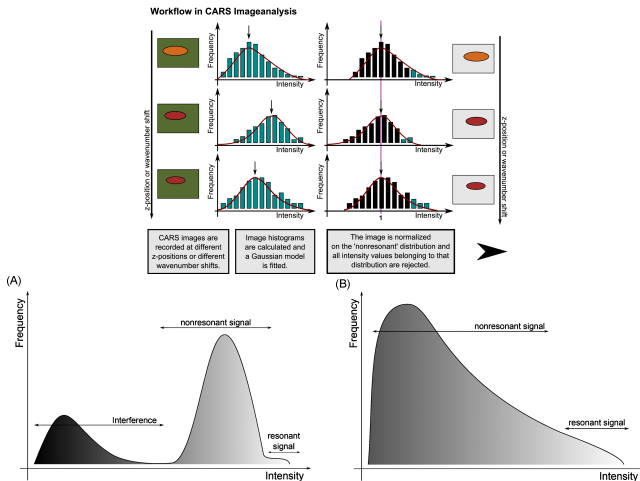 Workflow in CARS Imageanalysis
z-position or wavenumber shift
Frequency
Intensity
Frequency
Intensity
Frequency
Intensity
Frequency
Intensity
Frequency
Intensity
Frequency
Intensity
1
z-position or wavenumber shift.
CARS images are
recorded at different
z-positions or different
wavenumber shifts.
Image histograms
are calculated and
a Gaussian model
is fitted.
The image is normalized
on the 'nonresonant' distribution and
all intensity values belonging to that
distribution are rejected.
(A)
Frequency
nonresonant signal
Interference
resonant
signal
Intensity
(B)
Frequency
nonresonant signal
resonant signal
Intensity